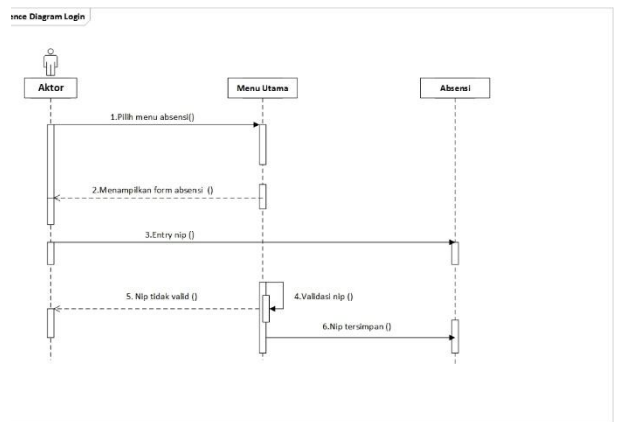 ence Diagram Login
Aktor
Menu Utama
Absensi
1.Pilih menu absensi()
2.Menampilkan form absensi ()
3.Entry nip ()
5. Nip tidak valid ()
4.Validasi nip ()
6.Nip tersimpan ()